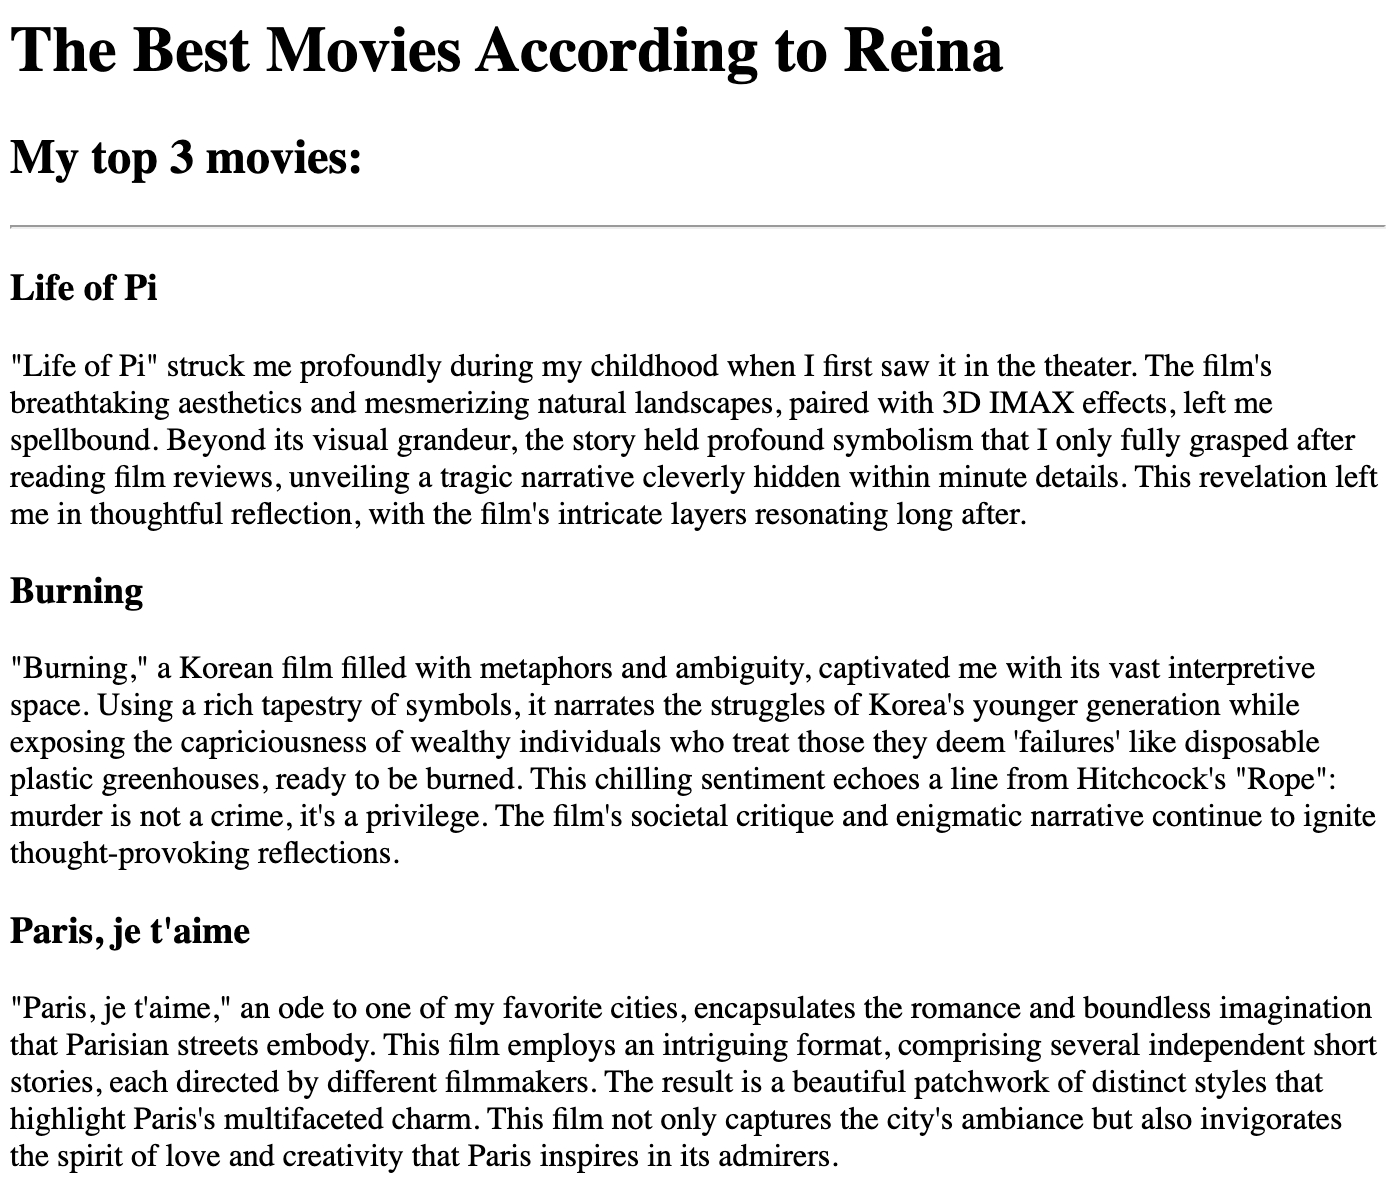 The Best Movies According to Reina
My top 3 movies:
Life of Pi
"Life of Pi" struck me profoundly during my childhood when I first saw it in the theater. The film's
breathtaking aesthetics and mesmerizing natural landscapes, paired with 3D IMAX effects, left me
spellbound. Beyond its visual grandeur, the story held profound symbolism that I only fully grasped after
reading film reviews, unveiling a tragic narrative cleverly hidden within minute details. This revelation left
me in thoughtful reflection, with the film's intricate layers resonating long after.
Burning
"Burning," a Korean film filled with metaphors and ambiguity, captivated me with its vast interpretive
space. Using a rich tapestry of symbols, it narrates the struggles of Korea's younger generation while
exposing the capriciousness of wealthy individuals who treat those they deem 'failures' like disposable
plastic greenhouses, ready to be burned. This chilling sentiment echoes a line from Hitchcock's "Rope":
murder is not a crime, it's a privilege. The film's societal critique and enigmatic narrative continue to ignite
thought-provoking reflections.
Paris, je t'aime
"Paris, je t'aime," an ode to one of my favorite cities, encapsulates the romance and boundless imagination
that Parisian streets embody. This film employs an intriguing format, comprising several independent short
stories, each directed by different filmmakers. The result is a beautiful patchwork of distinct styles that
highlight Paris's multifaceted charm. This film not only captures the city's ambiance but also invigorates
the spirit of love and creativity that Paris inspires in its admirers.